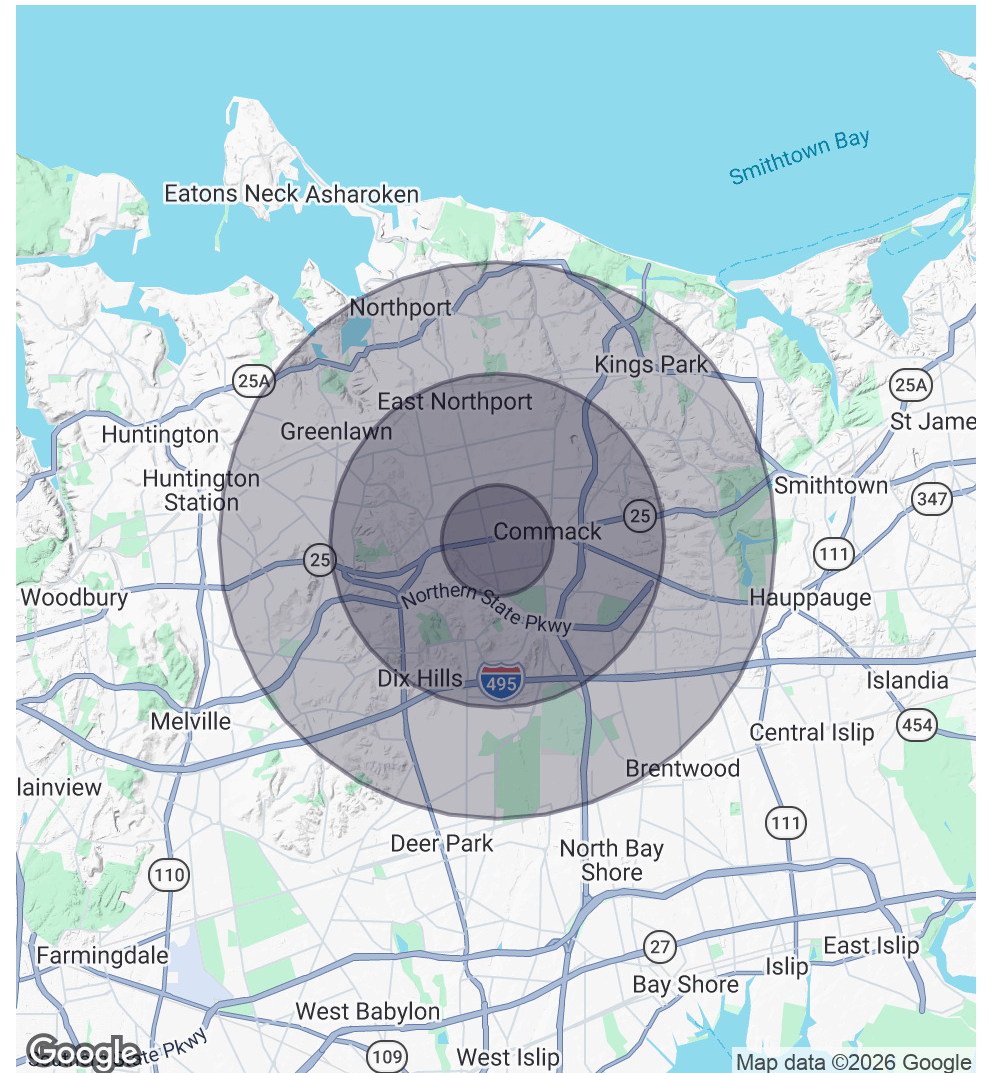 Smithtown Bay
Eatons Neck
Asharoken
Northport
Kings Park
25A
25A
East Northport
St Jame
Greenlawn
Huntington
Huntington
Station
Smithtown
347
25
Commack
111
25
Woodbury
Northern State Pkwy
Hauppauge
Dix Hills
495
Islandia
Melville
454
Central Islip
Brentwood
lainview
111
Deer Park
North Bay
Shore
110
27
East Islip
Farmingdale
Islip
Bay Shore
West Babylon
Google
te Pkwy
109
West Islip
Map data ©2026 Google